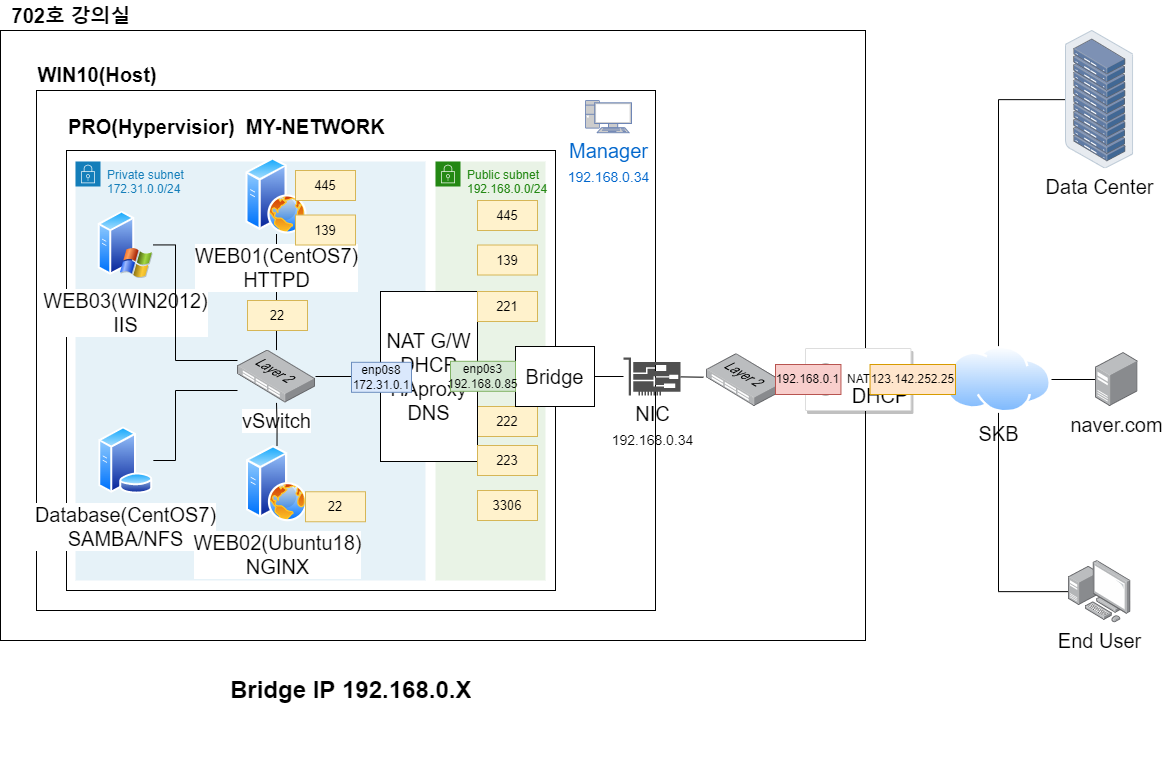 702호 강의실
WIN10(Host)
PRO(Hypervisior) MY-NETWORK
Manager
192.168.0.34
Private subnet
172.31.0.0/24
Public subnet
192.168.0.0/24
445
139
WEB01(CentOS7)
HTTPD
WEB03(WIN2012)
IIS
22
Layer 2
vSwitch
Database(CentOS7)
SAMBA/NFS
WEB02(Ubuntu18)
NGINX
22
NAT G/W
DHCP
HAproxy
DNS
enp0s8
172.31.0.1
enp0s3
192.168.0.85
445
139
221
222
223
3306
Bridge
NIC
192.168.0.34
Layer 2
192.168.0.1
NAT
DHCP
123.142.252.25
SKB
Data Center
naver.com
End User
Bridge IP 192.168.0.X